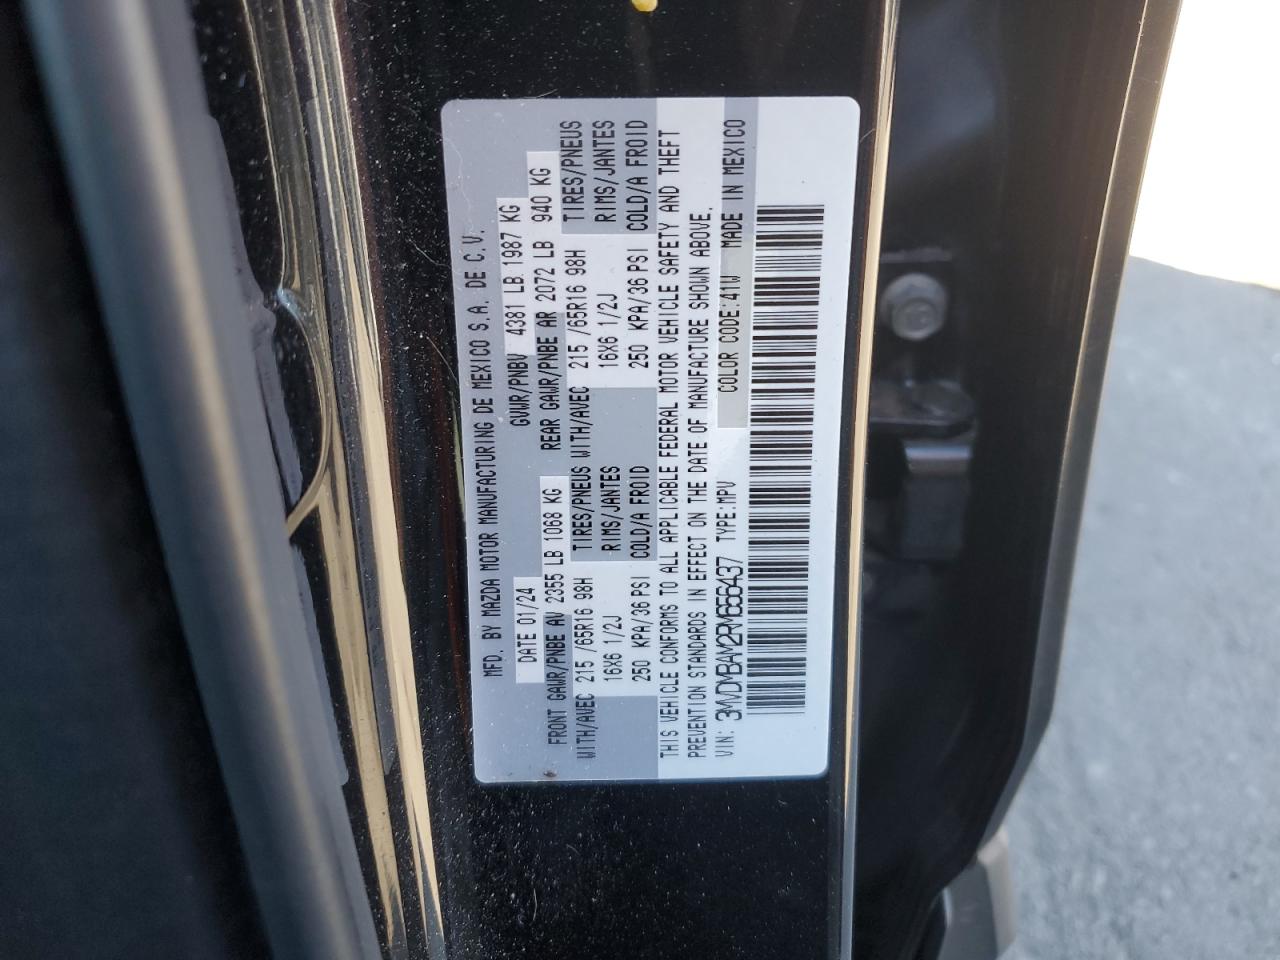 MFD. BY MAZDA MOTOR MANUFACTURING DE MEXICO S.A. DE C.V.
DATE 01/24 GVWR/PNBV 4381 LB 1987 KG
FRONT GAWR/PNBE AV 2355 LB 1068 KG REAR GAWR/PNBE AR 2072 LB 940 KG
WITH/AVEC 215 /65R16 98H TIRES/PNEUS WITH/AVEC 215 /65R16 98H TIRES/PNEUS
16X6 1/2J RIMS/JANTES 16X6 1/2J RIMS/JANTES
250 KPA/36 PSI COLD/A FROID 250 KPA/36 PSI COLD/A FROID
THIS VEHICLE CONFORMS TO ALL APPLICABLE FEDERAL MOTOR VEHICLE SAFETY AND THEFT
PREVENTION STANDARDS IN EFFECT ON THE DATE OF MANUFACTURE SHOWN ABOVE.
VIN: 3MVDMBAM2RM656437 TYPE:MPV COLOR CODE:41W MADE IN MEXICO